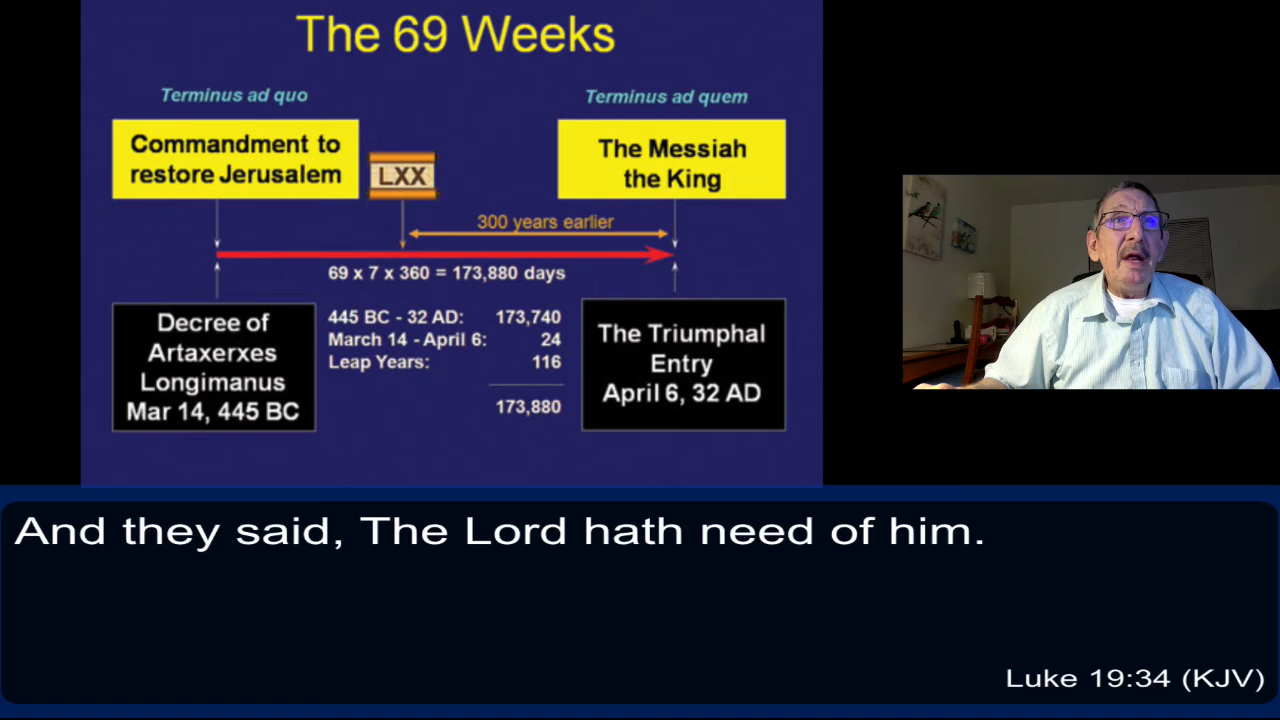 The 69 Weeks
Terminus ad quo
Terminus ad quem
Commandment to
restore Jerusalem
LXX
The Messiah
the King
300 years earlier
69 x 7 x 360 = 173,880 days
Decree of
Artaxerxes
Longimanus
Mar 14, 445 BC
445 BC - 32 AD: 173,740
March 14 - April 6: 24
Leap Years: 116
173,880
The Triumphal
Entry
April 6, 32 AD
And they said, The Lord hath need of him.
Luke 19:34 (KJV)